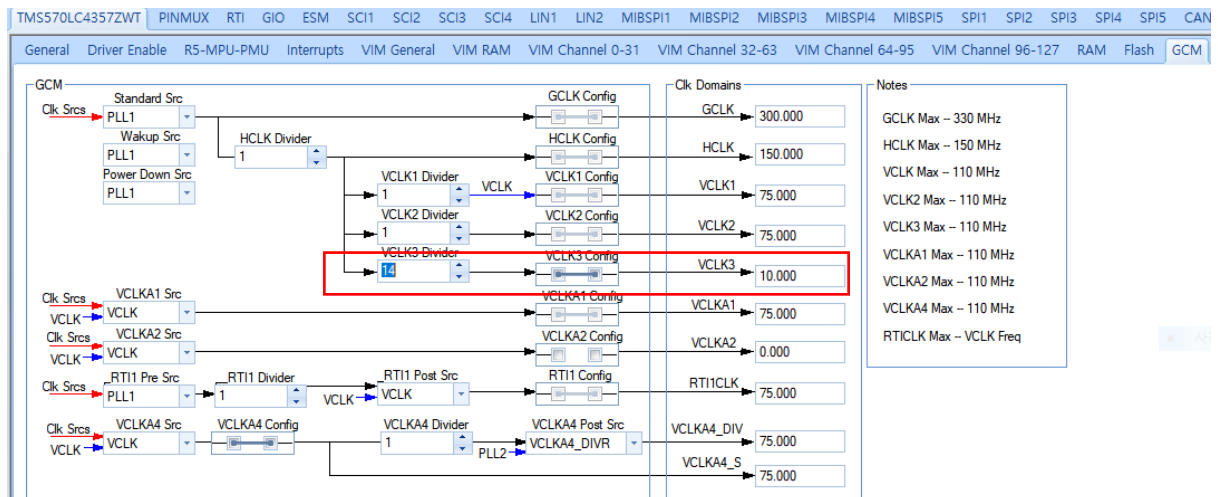 TMS570LC4357ZWT PINMUX RTI GIO ESM SCI1 SCI2 SCI3 SCI4 LIN1 LIN2 MIBSPI1 MIBSPI2 MIBSPI3 MIBSPI4 MIBSPI5 SPI1 SPI2 SPI3 SPI4 SPI5 CAN
General Driver Enable R5-MPU-PMU Interrupts VIM General VIM RAM VIM Channel 0-31 VIM Channel 32-63 VIM Channel 64-95 VIM Channel 96-127 RAM Flash GCM
GCM
Clk Srcs
Standard Src
PLL1
Wakup Src
PLL1
Power Down Src
PLL1
HCLK Divider
1
VCLK1 Divider
1
VCLK
VCLK2 Divider
1
VCLK3 Divider
14
GCLK Config
HCLK Config
VCLK1 Config
VCLK2 Config
VCLK3 Config
Clk Srcs
VCLK
VCLKA1 Src
VCLK
VCLKA1 Config
Clk Srcs
VCLK
VCLKA2 Src
VCLK
VCLKA2 Config
Clk Srcs
_RTI1 Pre Src
PLL1
_RTI1 Divider
1
VCLK
_RTI1 Post Src
VCLK
RTI1 Config
Clk Srcs
VCLK
VCLKA4 Src
VCLK
VCLKA4 Config
VCLKA4 Divider
1
PLL2
VCLKA4 Post Src
VCLKA4_DIVR
Clk Domains
GCLK 300.000
HCLK 150.000
VCLK1 75.000
VCLK2 75.000
VCLK3 10.000
VCLKA1 75.000
VCLKA2 0.000
RTI1CLK 75.000
VCLKA4_DIV 75.000
VCLKA4_S 75.000
Notes
GCLK Max -- 330 MHz
HCLK Max -- 150 MHz
VCLK Max -- 110 MHz
VCLK2 Max -- 110 MHz
VCLK3 Max -- 110 MHz
VCLKA1 Max -- 110 MHz
VCLKA2 Max -- 110 MHz
VCLKA4 Max -- 110 MHz
RTICLK Max -- VCLK Freq